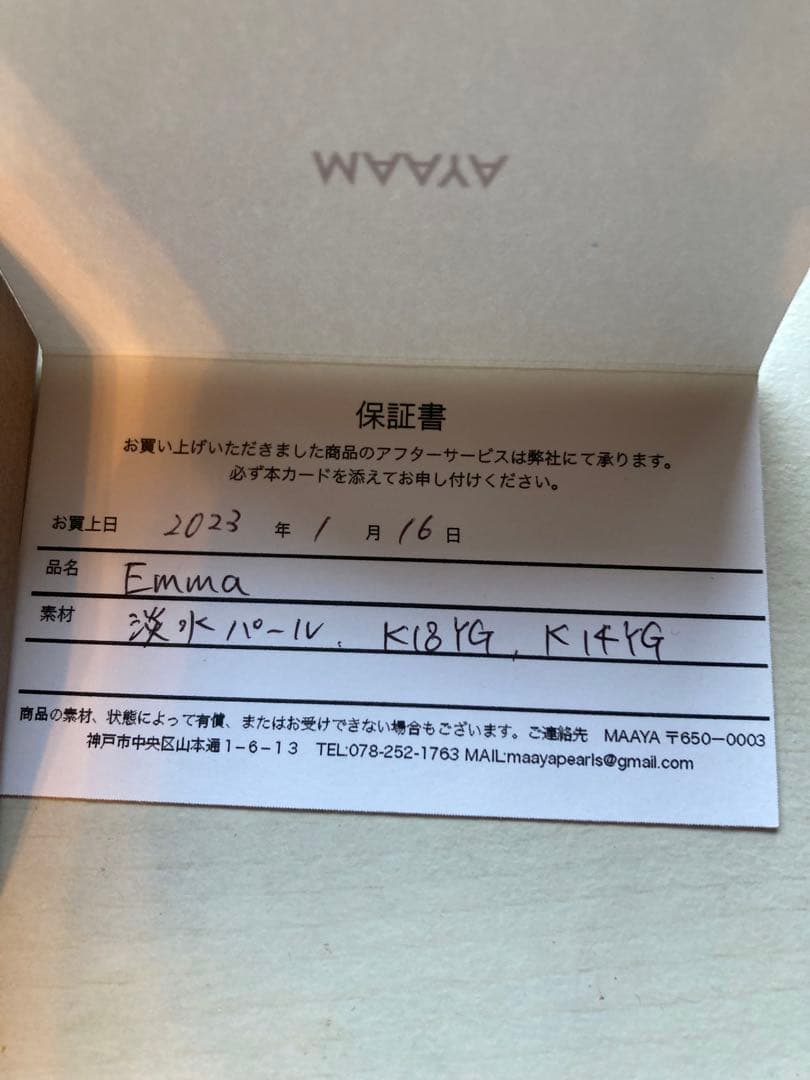 MAAYA
保証書
お買い上げいただきました商品のアフターサービスは弊社にて承ります。
必ず本カードを添えてお申し付けください。
お買上日 2023 年 1 月 16 日
品名 Emma
素材 淡水パール、K18YG, K14YG
商品の素材、状態によって有償、またはお受けできない場合もございます。ご連絡先 MAAYA 〒650-0003
神戸市中央区山本通1-6-13 TEL:078-252-1763 MAIL:maayapearls@gmail.com